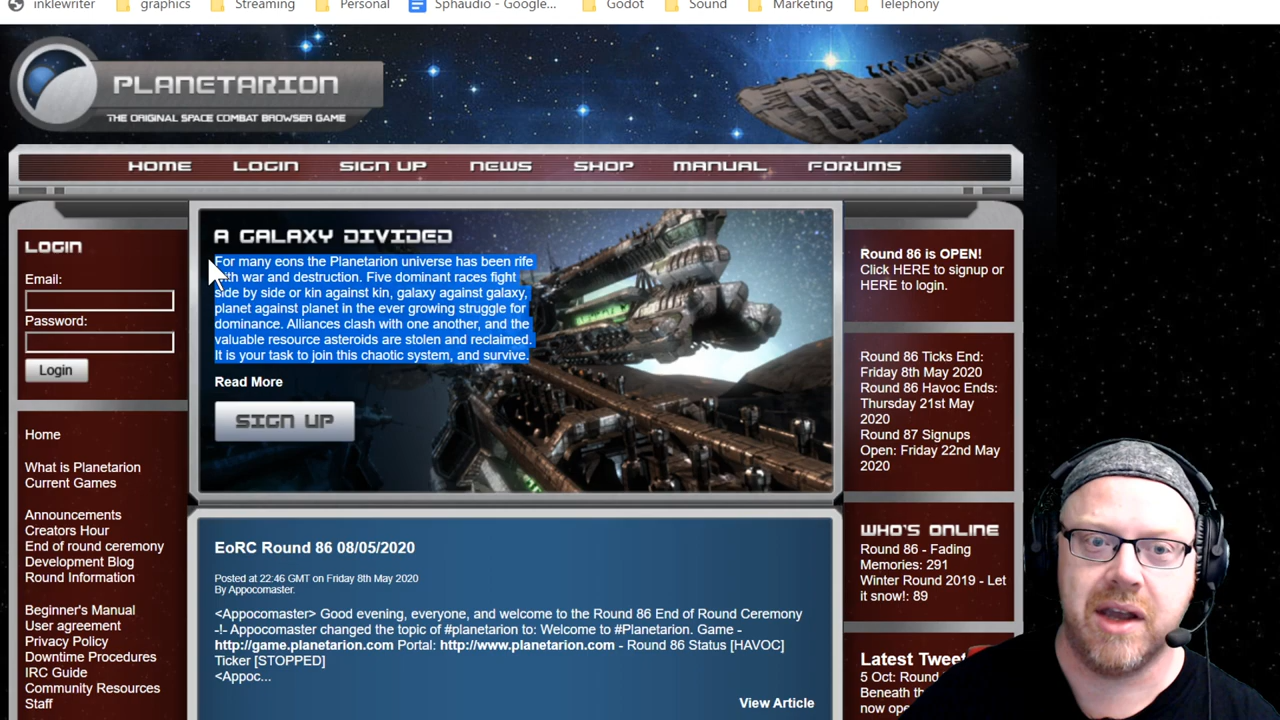 inklewriter graphics Streaming Personal Sphaudio - Google... Godot Sound Marketing Telephony
PLANETARION
THE ORIGINAL SPACE COMBAT BROWSER GAME
HOME LOGIN SIGN UP NEWS SHOP MANUAL FORUMS
LOGIN
Email:
Password:
Login
Home
What is Planetarion
Current Games
Announcements
Creators Hour
End of round ceremony
Development Blog
Round Information
Beginner's Manual
User agreement
Privacy Policy
Downtime Procedures
IRC Guide
Community Resources
Staff
A GALAXY DIVIDED
For many eons the Planetarion universe has been rife
with war and destruction. Five dominant races fight
side by side or kin against kin, galaxy against galaxy,
planet against planet in the ever growing struggle for
dominance. Alliances clash with one another, and the
valuable resource asteroids are stolen and reclaimed.
It is your task to join this chaotic system, and survive.
Read More
SIGN UP
EoRC Round 86 08/05/2020
Posted at 22:46 GMT on Friday 8th May 2020
By Appocomaster.
<Appocomaster> Good evening, everyone, and welcome to the Round 86 End of Round Ceremony
-!- Appocomaster changed the topic of #planetarion to: Welcome to #Planetarion. Game -
http://game.planetarion.com Portal: http://www.planetarion.com - Round 86 Status [HAVOC]
Ticker [STOPPED]
<Appoc...
View Article
Round 86 is OPEN!
Click HERE to signup or
HERE to login.
Round 86 Ticks End:
Friday 8th May 2020
Round 86 Havoc Ends:
Thursday 21st May
2020
Round 87 Signups
Open: Friday 22nd May
2020
WHO'S ONLINE
Round 86 - Fading
Memories: 291
Winter Round 2019 - Let
it snow!: 89
Latest Tweet
5 Oct: Round
Beneath th
now ope